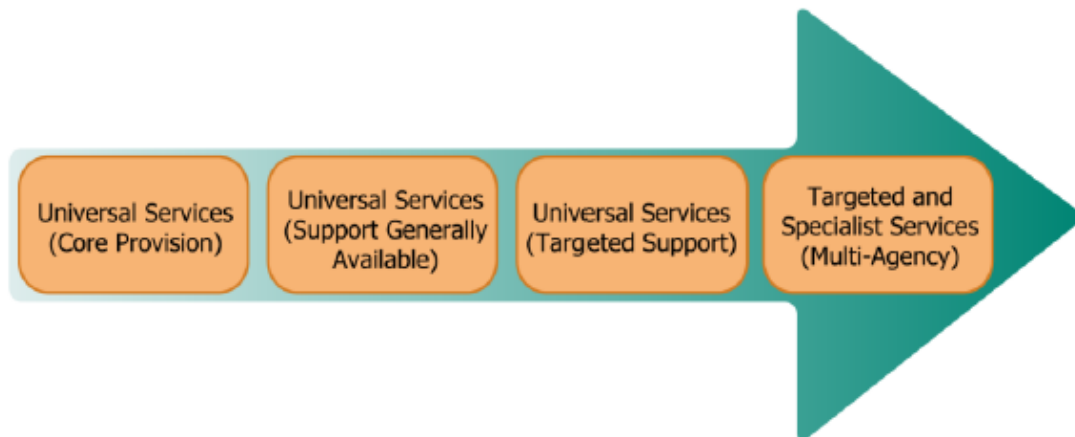 Universal Services
(Core Provision)
Universal Services
(Support Generally
Available)
Universal Services
(Targeted Support)
Targeted and
Specialist Services
(Multi-Agency)